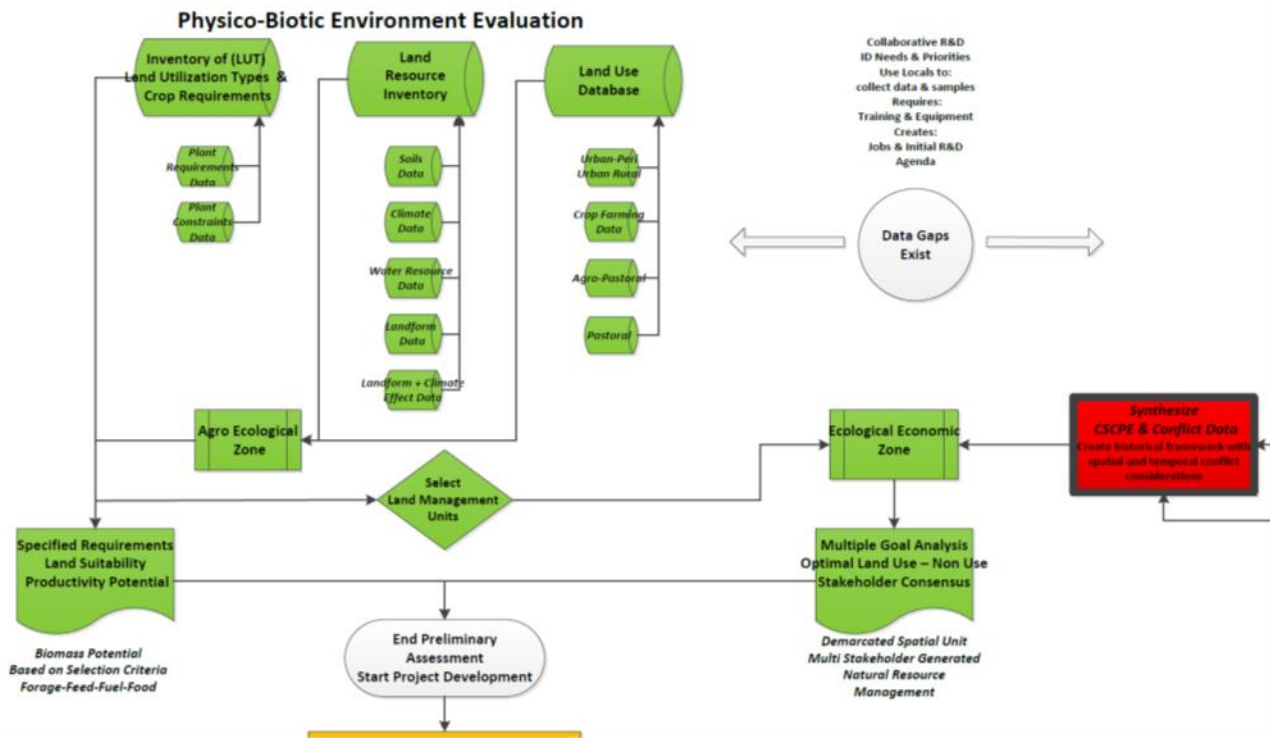 Physico-Biotic Environment Evaluation
Inventory of (LUT)
Land Utilization Types &
Crop Requirements
Land
Resource
Inventory
Land Use
Database
Collaborative R&D
ID Needs & Priorities
Use Locals to:
collect data & samples
Requires:
Training & Equipment
Creates:
Jobs & Initial R&D
Agenda
Plant
Requirements
Data
Plant
Constraints
Data
Soils
Data
Climate
Data
Water Resource
Data
Landform
Data
Landform + Climate
Effect Data
Urban-Peri
Urban Rural
Crop Farming
Data
Agro-Pastoral
Pastoral
Data Gaps
Exist
Agro Ecological
Zone
Select
Land Management
Units
Ecological Economic
Zone
Synthesize
CSCPE & Conflict Data
Create historical framework with
spatial and temporal conflict
considerations
Specified Requirements
Land Suitability
Productivity Potential
Biomass Potential
Based on Selection Criteria
Forage-Feed-Fuel-Food
End Preliminary
Assessment
Start Project Development
Multiple Goal Analysis
Optimal Land Use – Non Use
Stakeholder Consensus
Demarcated Spatial Unit
Multi Stakeholder Generated
Natural Resource
Management